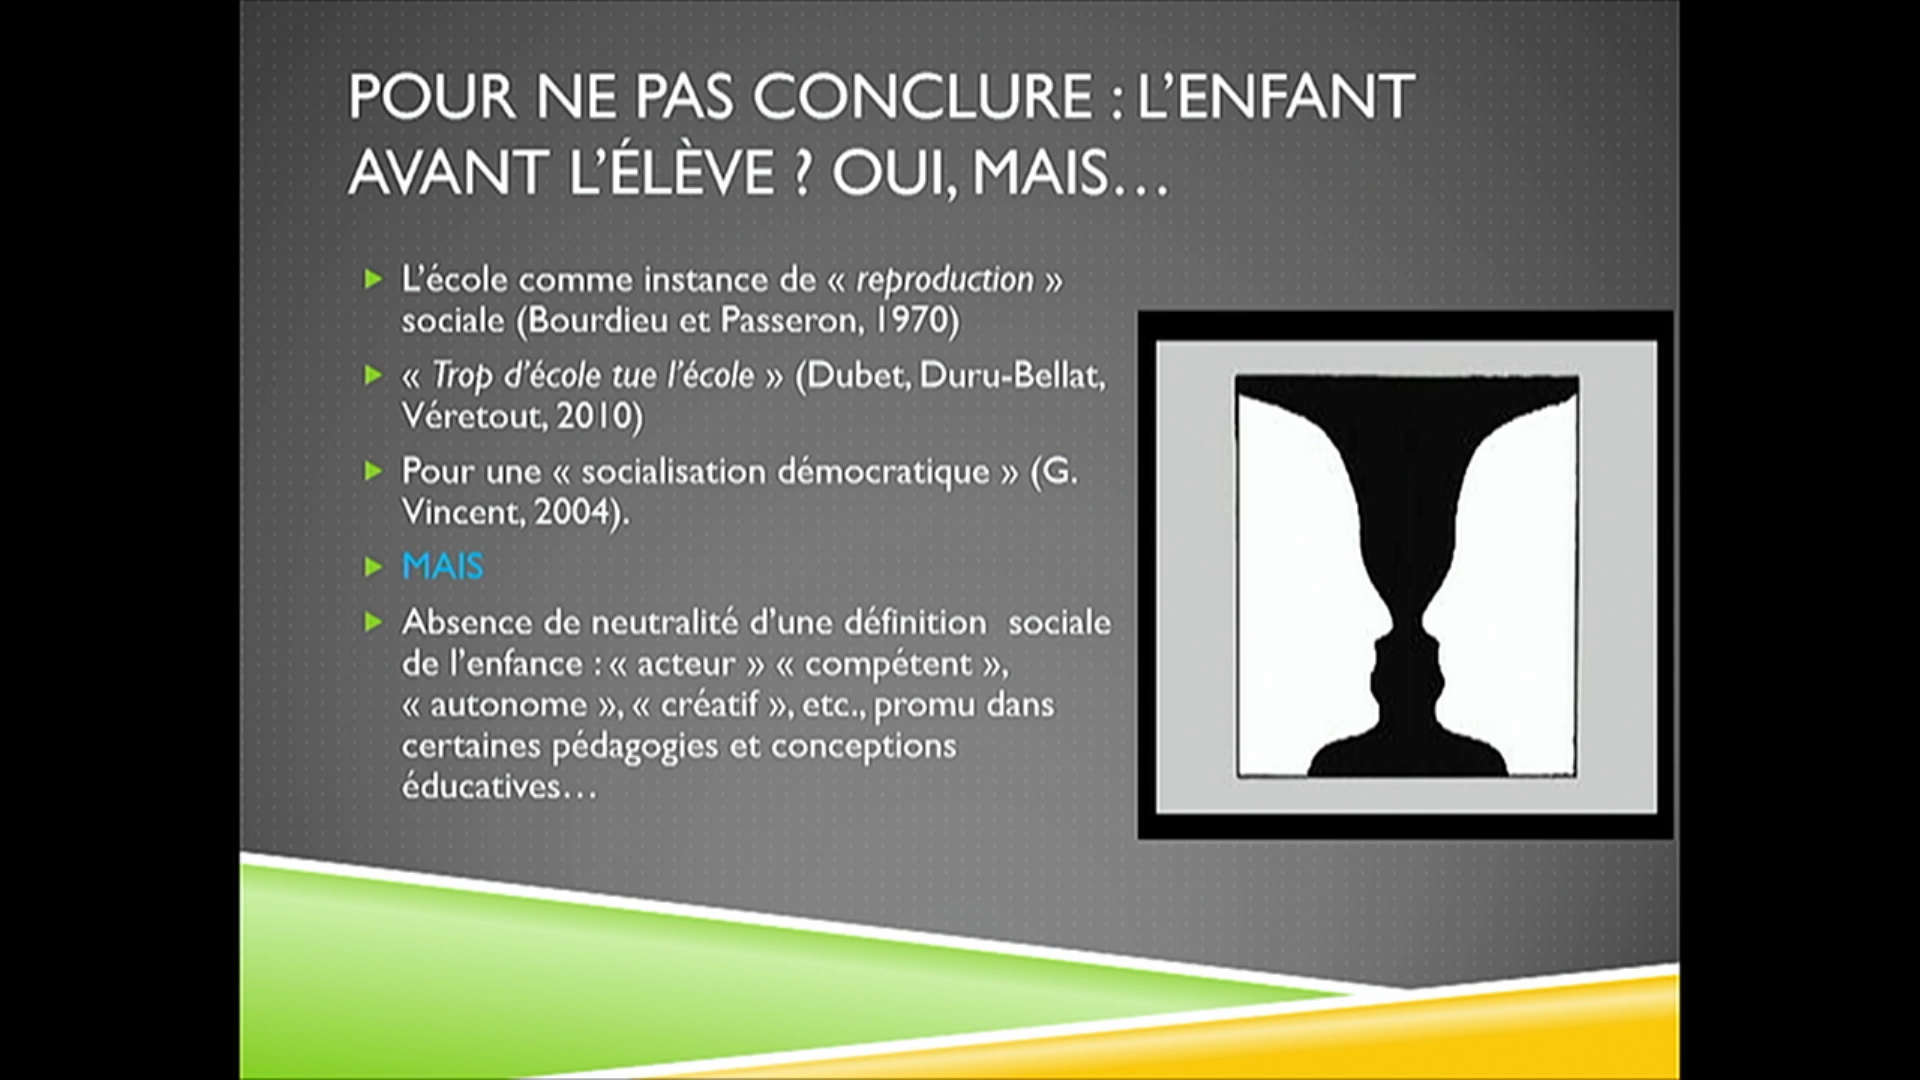 POUR NE PAS CONCLURE : L’ENFANT
AVANT L’ÉLÈVE ? OUI, MAIS…
L’école comme instance de « reproduction »
sociale (Bourdieu et Passeron, 1970)
« Trop d’école tue l’école » (Dubet, Duru-Bellat,
Véretout, 2010)
Pour une « socialisation démocratique » (G.
Vincent, 2004).
MAIS
Absence de neutralité d’une définition  sociale
de l’enfance : « acteur » « compétent »,
« autonome », « créatif », etc., promu dans
certaines pédagogies et conceptions
éducatives…